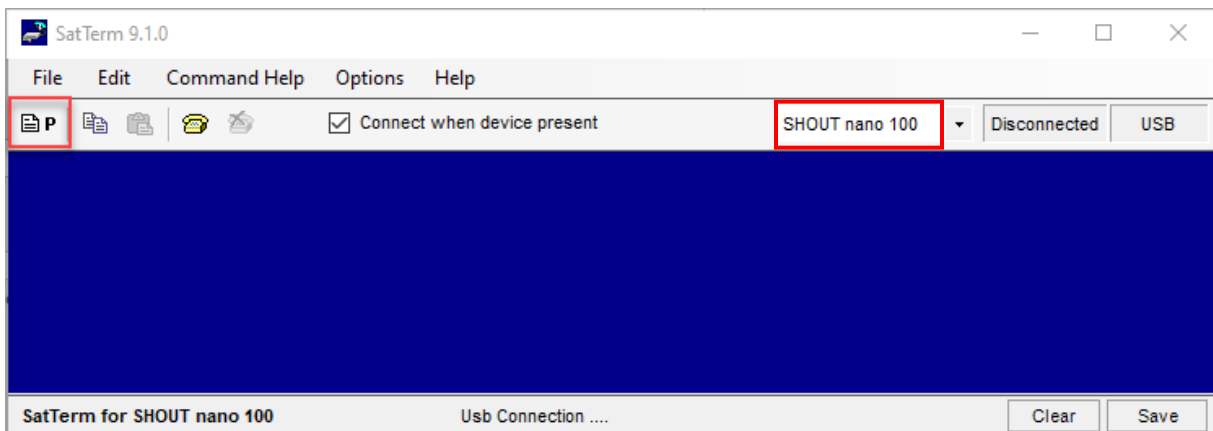 SatTerm 9.1.0
File Edit Command Help Options Help
P Connect when device present SHOUT nano 100 Disconnected USB
SatTerm for SHOUT nano 100 Usb Connection .... Clear Save